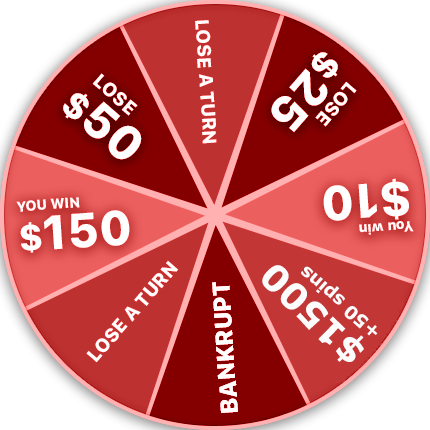 LOSE A TURN
LOSE
$25
You win
$10
$1500
+50 spins
BANKRUPT
LOSE A TURN
YOU WIN
$150
LOSE
$50